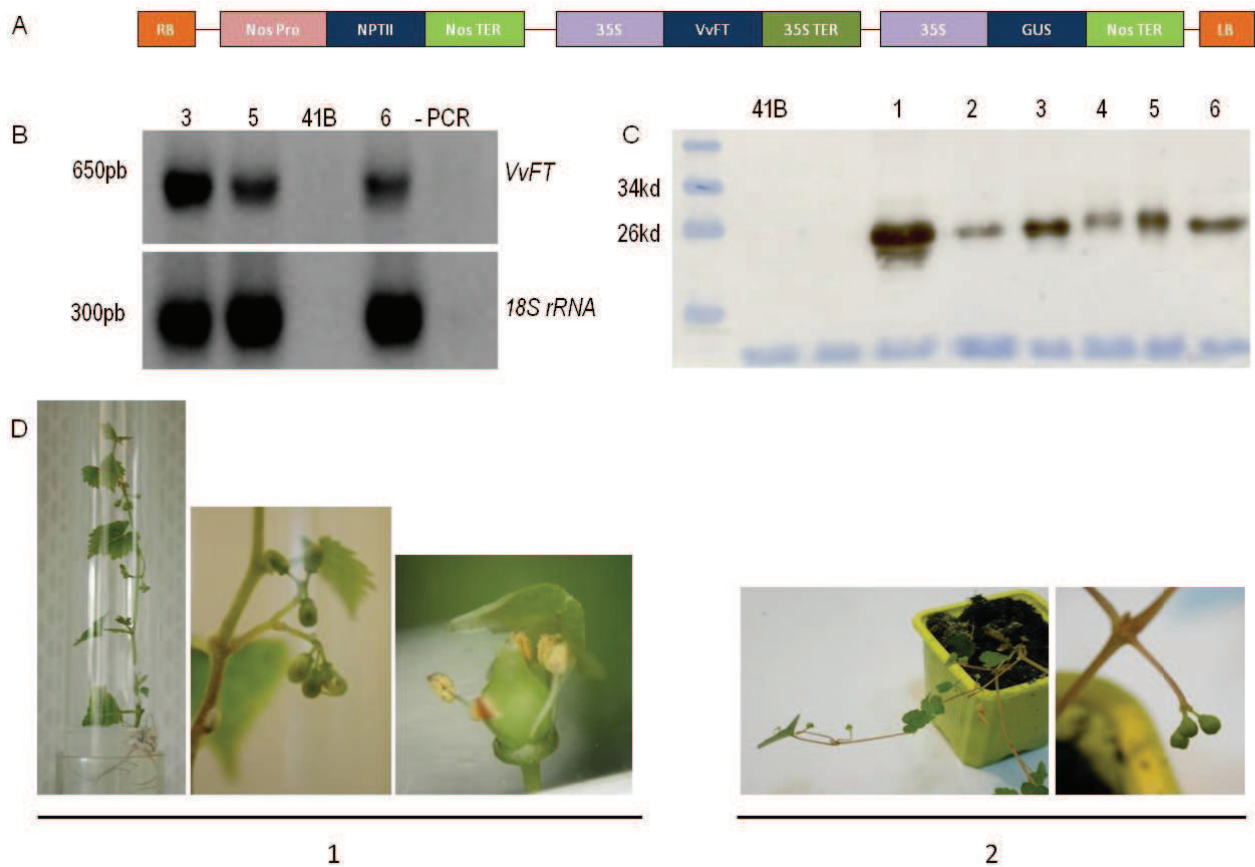 A
RB Nos Pro NPTII Nos TER 35S VvFT 35S TER 35S GUS Nos TER LB
B
3 5 41B 6 - PCR
650pb
VvFT
300pb
18S rRNA
C
41B 1 2 3 4 5 6
34kd
26kd
D
1
2